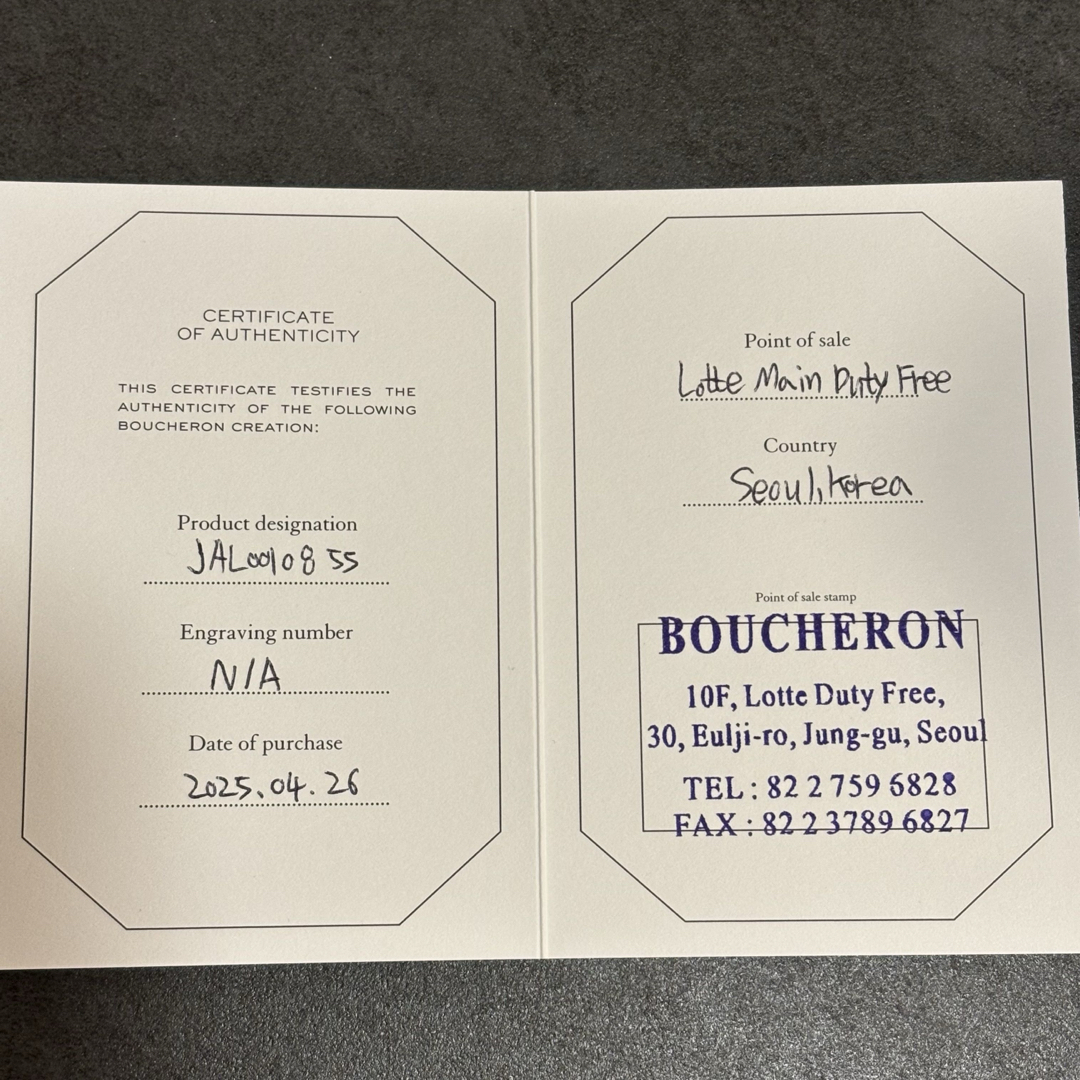 CERTIFICATE
OF AUTHENTICITY
THIS CERTIFICATE TESTIFIES THE
AUTHENTICITY OF THE FOLLOWING
BOUCHERON CREATION:
Product designation
JAL00108 55
Engraving number
N/A
Date of purchase
2025.04.26
Point of sale
Lotte Main Duty Free
Country
Seoul, Korea
Point of sale stamp
BOUCHERON
10F, Lotte Duty Free,
30, Eulji-ro, Jung-gu, Seoul
TEL : 82 2 759 6828
FAX : 82 2 3789 6827